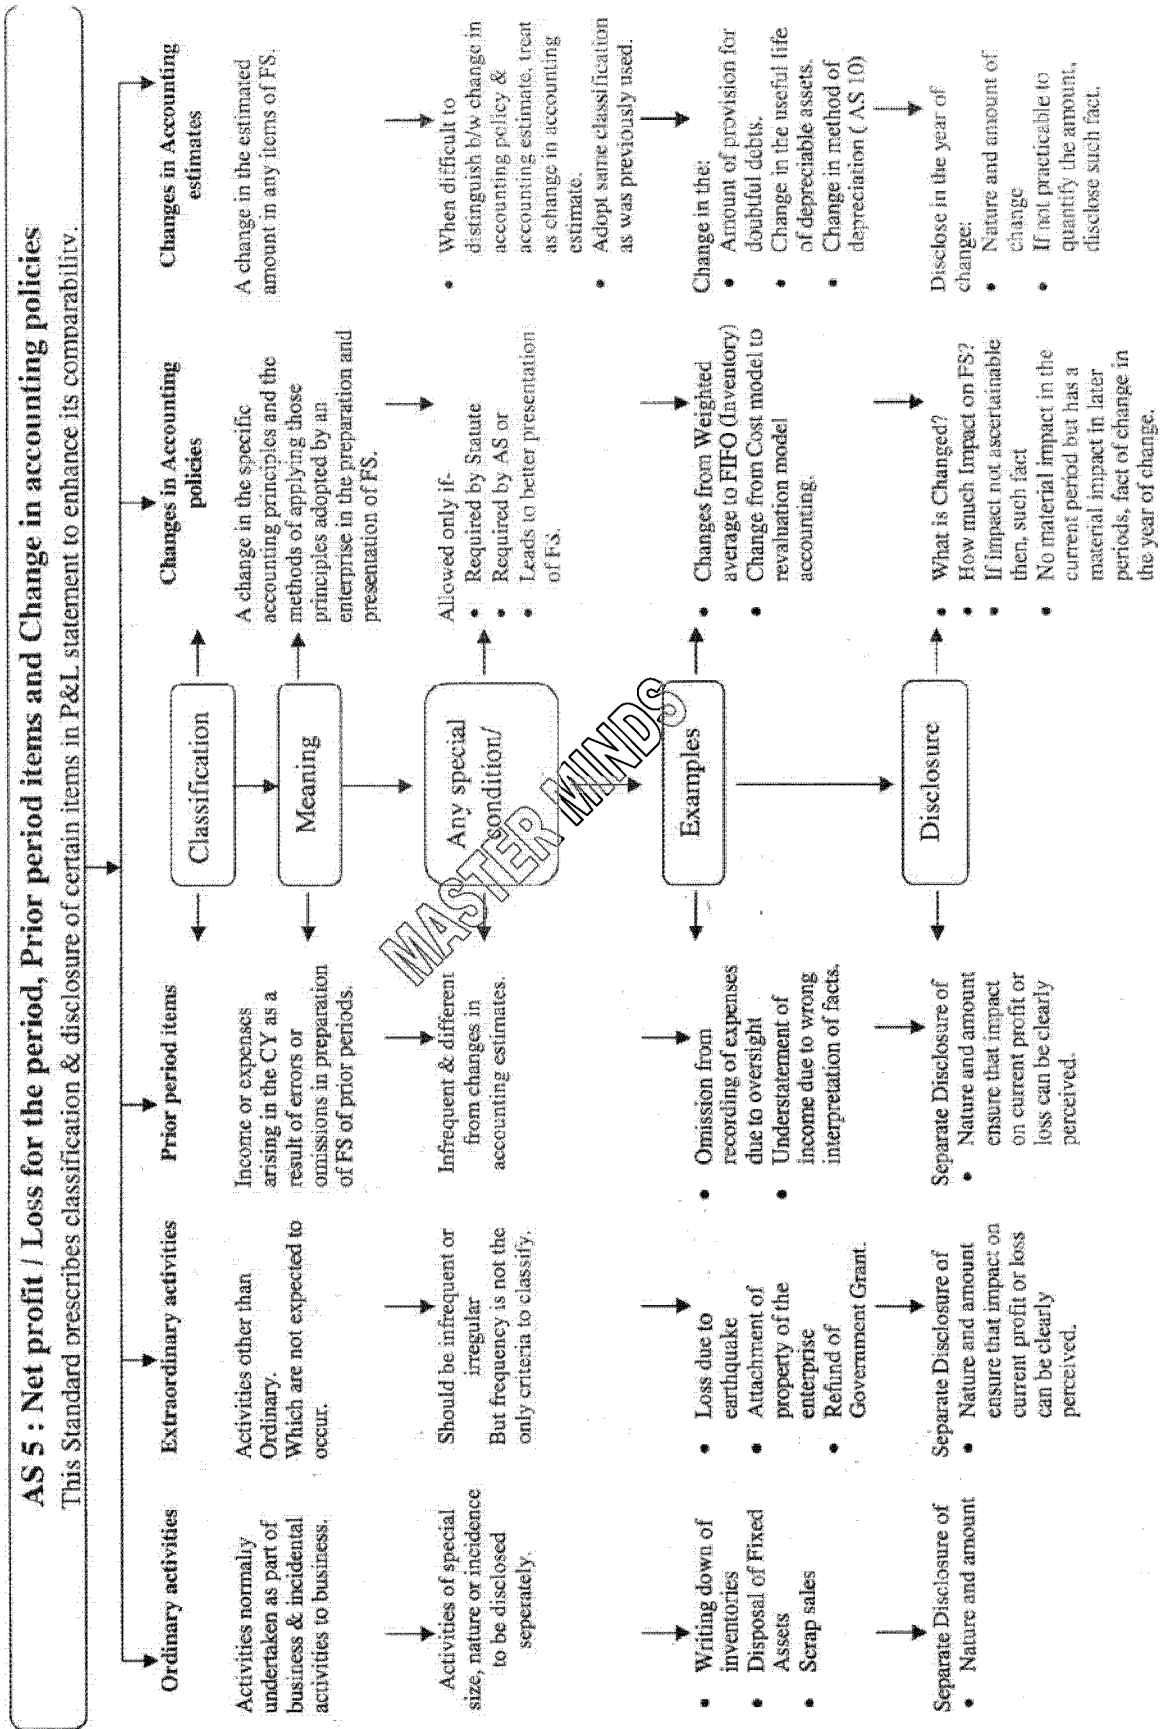 AS 5 : Net profit / Loss for the period, Prior period items and Change in accounting policies
This Standard prescribes classification & disclosure of certain items in P&L statement to enhance its comparability.
Ordinary activities
Activities normally
undertaken as part of
business & incidental
activities to business.
Activities of special
size, nature or incidence
to be disclosed
seperately.
• Writing down of
inventories
• Disposal of Fixed
Assets
• Scrap sales
Separate Disclosure of
• Nature and amount
Extraordinary activities
Activities other than
Ordinary.
Which are not expected to
occur.
Should be infrequent or
irregular
But frequency is not the
only criteria to classify.
• Loss due to
earthquake
• Attachment of
property of the
enterprise
• Refund of
Government Grant.
Separate Disclosure of
• Nature and amount
ensure that impact on
current profit or loss
can be clearly
perceived.
Prior period items
Income or expenses
arising in the CY as a
result of errors or
omissions in preparation
of FS of prior periods.
Infrequent & different
from changes in
accounting estimates.
• Omission from
recording of expenses
due to oversight
• Understatement of
income due to wrong
interpretation of facts.
Separate Disclosure of
• Nature and amount
ensure that impact
on current profit or
loss can be clearly
perceived.
Classification
Meaning
Any special
condition/
Examples
Disclosure
MASTER MINDS
Changes in Accounting
policies
A change in the specific
accounting principles and the
methods of applying those
principles adopted by an
enterprise in the preparation and
presentation of FS.
Allowed only if-
• Required by Statute
• Required by AS or
• Leads to better presentation
of FS.
• Changes from Weighted
average to FIFO (Inventory)
• Change from Cost model to
revaluation model
accounting.
• What is Changed?
• How much Impact on FS?
• If impact not ascertainable
then, such fact
• No material impact in the
current period but has a
material impact in later
periods, fact of change in
the year of change.
Changes in Accounting
estimates
A change in the estimated
amount in any items of FS.
• When difficult to
distinguish b/w change in
accounting policy &
accounting estimate, treat
as change in accounting
estimate.
• Adopt same classification
as was previously used.
Change in the:
• Amount of provision for
doubtful debts.
• Change in the useful life
of depreciable assets.
• Change in method of
depreciation ( AS 10)
Disclose in the year of
change:
• Nature and amount of
change
• If not practicable to
quantify the amount,
disclose such fact.